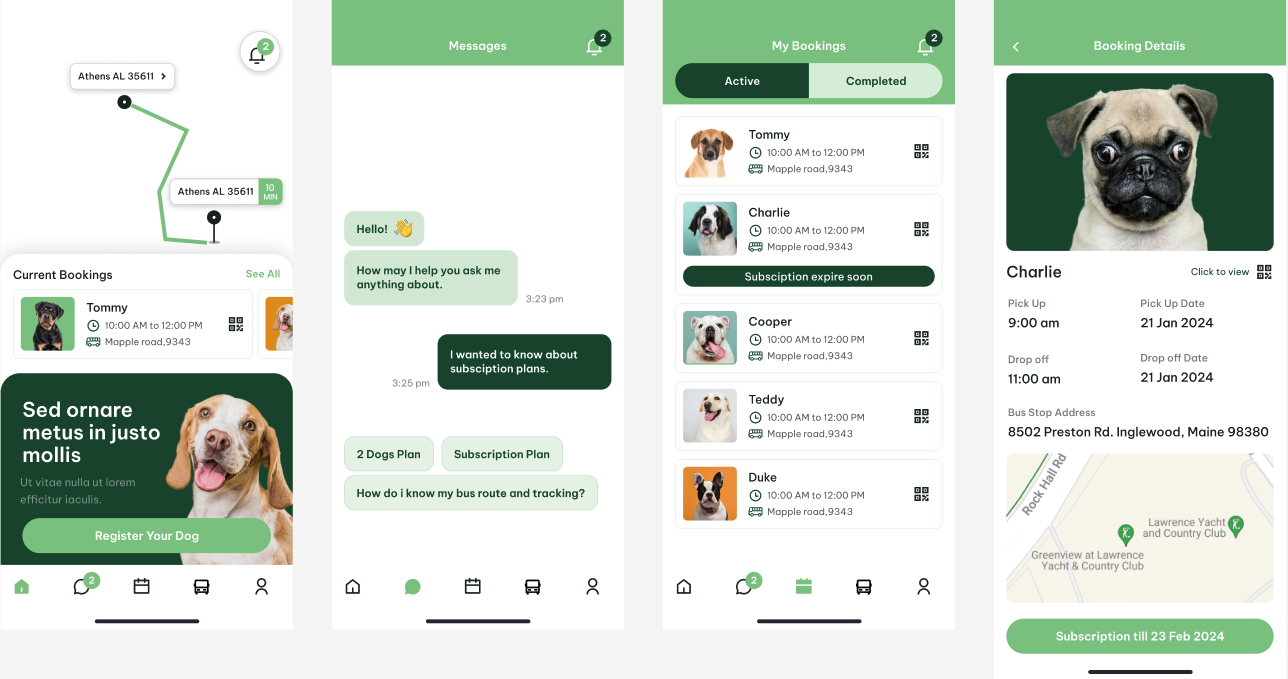 2
Athens AL 35611
Athens AL 35611
10
MIN
Current Bookings
See All
Tommy
10:00 AM to 12:00 PM
Mapple road,9343
Sed ornare
metus in justo
mollis
Ut vitae nulla ut lorem
efficitur iaculis.
Register Your Dog
2
Messages
2
Hello! 👋
How may I help you ask me
anything about.
3:23 pm
I wanted to know about
subsciption plans.
3:25 pm
2 Dogs Plan
Subscription Plan
How do i know my bus route and tracking?
My Bookings
2
Active
Completed
Tommy
10:00 AM to 12:00 PM
Mapple road,9343
Charlie
10:00 AM to 12:00 PM
Mapple road,9343
Subsciption expire soon
Cooper
10:00 AM to 12:00 PM
Mapple road,9343
Teddy
10:00 AM to 12:00 PM
Mapple road,9343
Duke
10:00 AM to 12:00 PM
Mapple road,9343
2
Booking Details
Charlie
Click to view
Pick Up
Pick Up Date
9:00 am
21 Jan 2024
Drop off
Drop off Date
11:00 am
21 Jan 2024
Bus Stop Address
8502 Preston Rd. Inglewood, Maine 98380
Rock Hall Rd
Lawrence Yacht
and Country Club
Greenview at Lawrence
Yacht & Country Club
Subscription till 23 Feb 2024